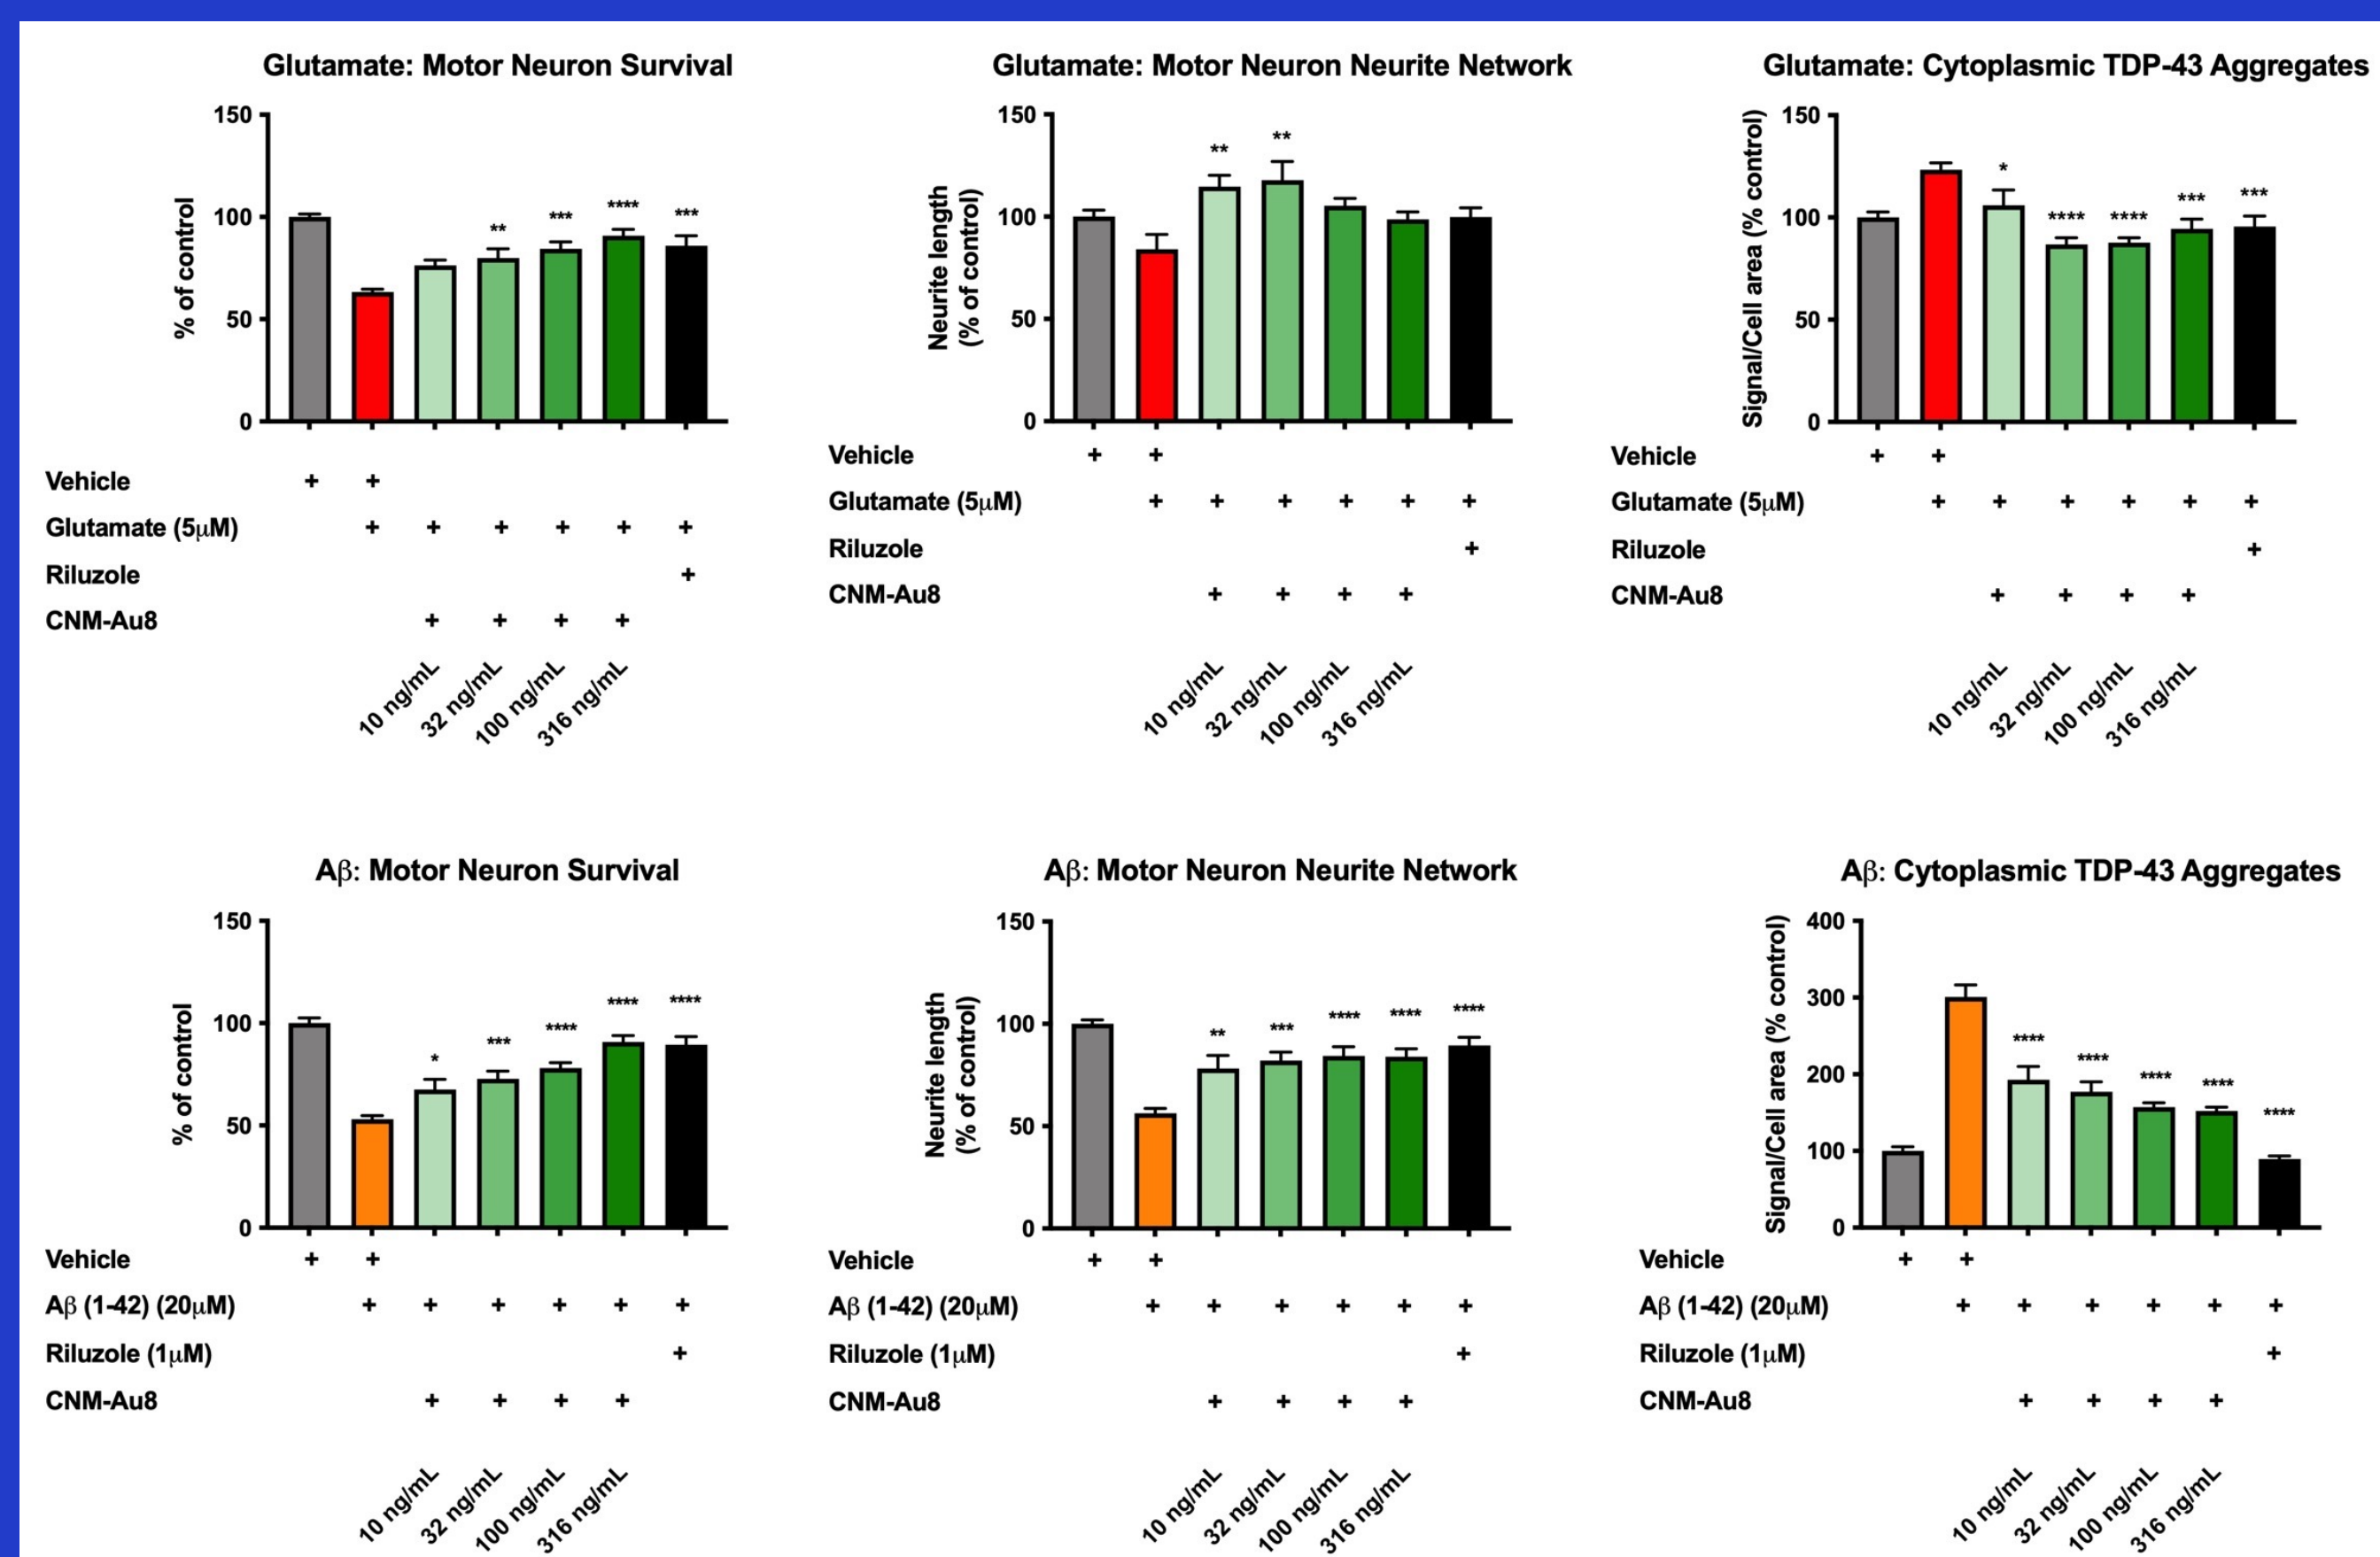 Glutamate: Motor Neuron Survival
150
100
50
0
% of control
**
***
****
***
Vehicle + +
Glutamate (5μM) + + + + + +
Riluzole +
CNM-Au8 + + + +
10 ng/mL
32 ng/mL
100 ng/mL
316 ng/mL
Glutamate: Motor Neuron Neurite Network
150
100
50
0
Neurite length
(% of control)
**
**
Vehicle + +
Glutamate (5μM) + + + + + +
Riluzole +
CNM-Au8 + + + +
10 ng/mL
32 ng/mL
100 ng/mL
316 ng/mL
Glutamate: Cytoplasmic TDP-43 Aggregates
150
100
50
0
Signal/Cell area (% control)
*
****
****
***
***
Vehicle + +
Glutamate (5μM) + + + + + +
Riluzole +
CNM-Au8 + + + +
10 ng/mL
32 ng/mL
100 ng/mL
316 ng/mL
Aβ: Motor Neuron Survival
150
100
50
0
% of control
*
***
****
****
****
Vehicle + +
Aβ (1-42) (20μM) + + + + + +
Riluzole (1μM) +
CNM-Au8 + + + +
10 ng/mL
32 ng/mL
100 ng/mL
316 ng/mL
Aβ: Motor Neuron Neurite Network
150
100
50
0
Neurite length
(% of control)
**
***
****
****
****
Vehicle + +
Aβ (1-42) (20μM) + + + + + +
Riluzole (1μM) +
CNM-Au8 + + + +
10 ng/mL
32 ng/mL
100 ng/mL
316 ng/mL
Aβ: Cytoplasmic TDP-43 Aggregates
400
300
200
100
0
Signal/Cell area (% control)
****
****
****
****
****
Vehicle + +
Aβ (1-42) (20μM) + + + + + +
Riluzole (1μM) +
CNM-Au8 + + + +
10 ng/mL
32 ng/mL
100 ng/mL
316 ng/mL